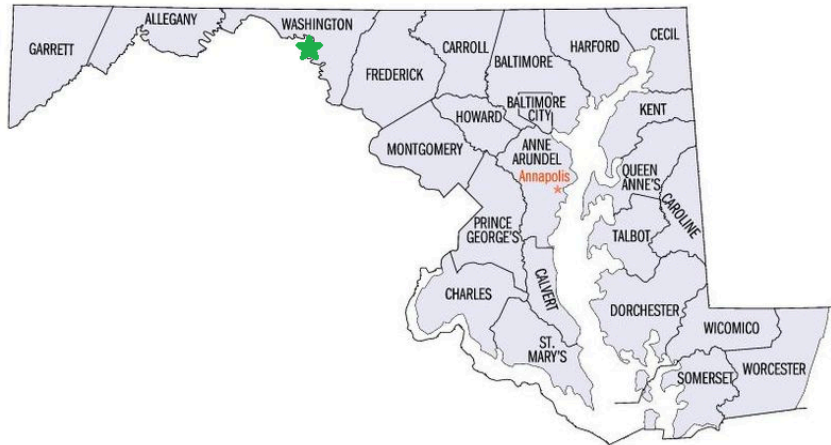 GARRETT
ALLEGANY
WASHINGTON
FREDERICK
CARROLL
BALTIMORE
HARFORD
CECIL
BALTIMORE
CITY
HOWARD
KENT
MONTGOMERY
ANNE
ARUNDEL
Annapolis
*
QUEEN
ANNE'S
CAROLINE
PRINCE
GEORGE'S
TALBOT
CHARLES
CALVERT
DORCHESTER
ST.
MARY'S
WICOMICO
SOMERSET
WORCESTER